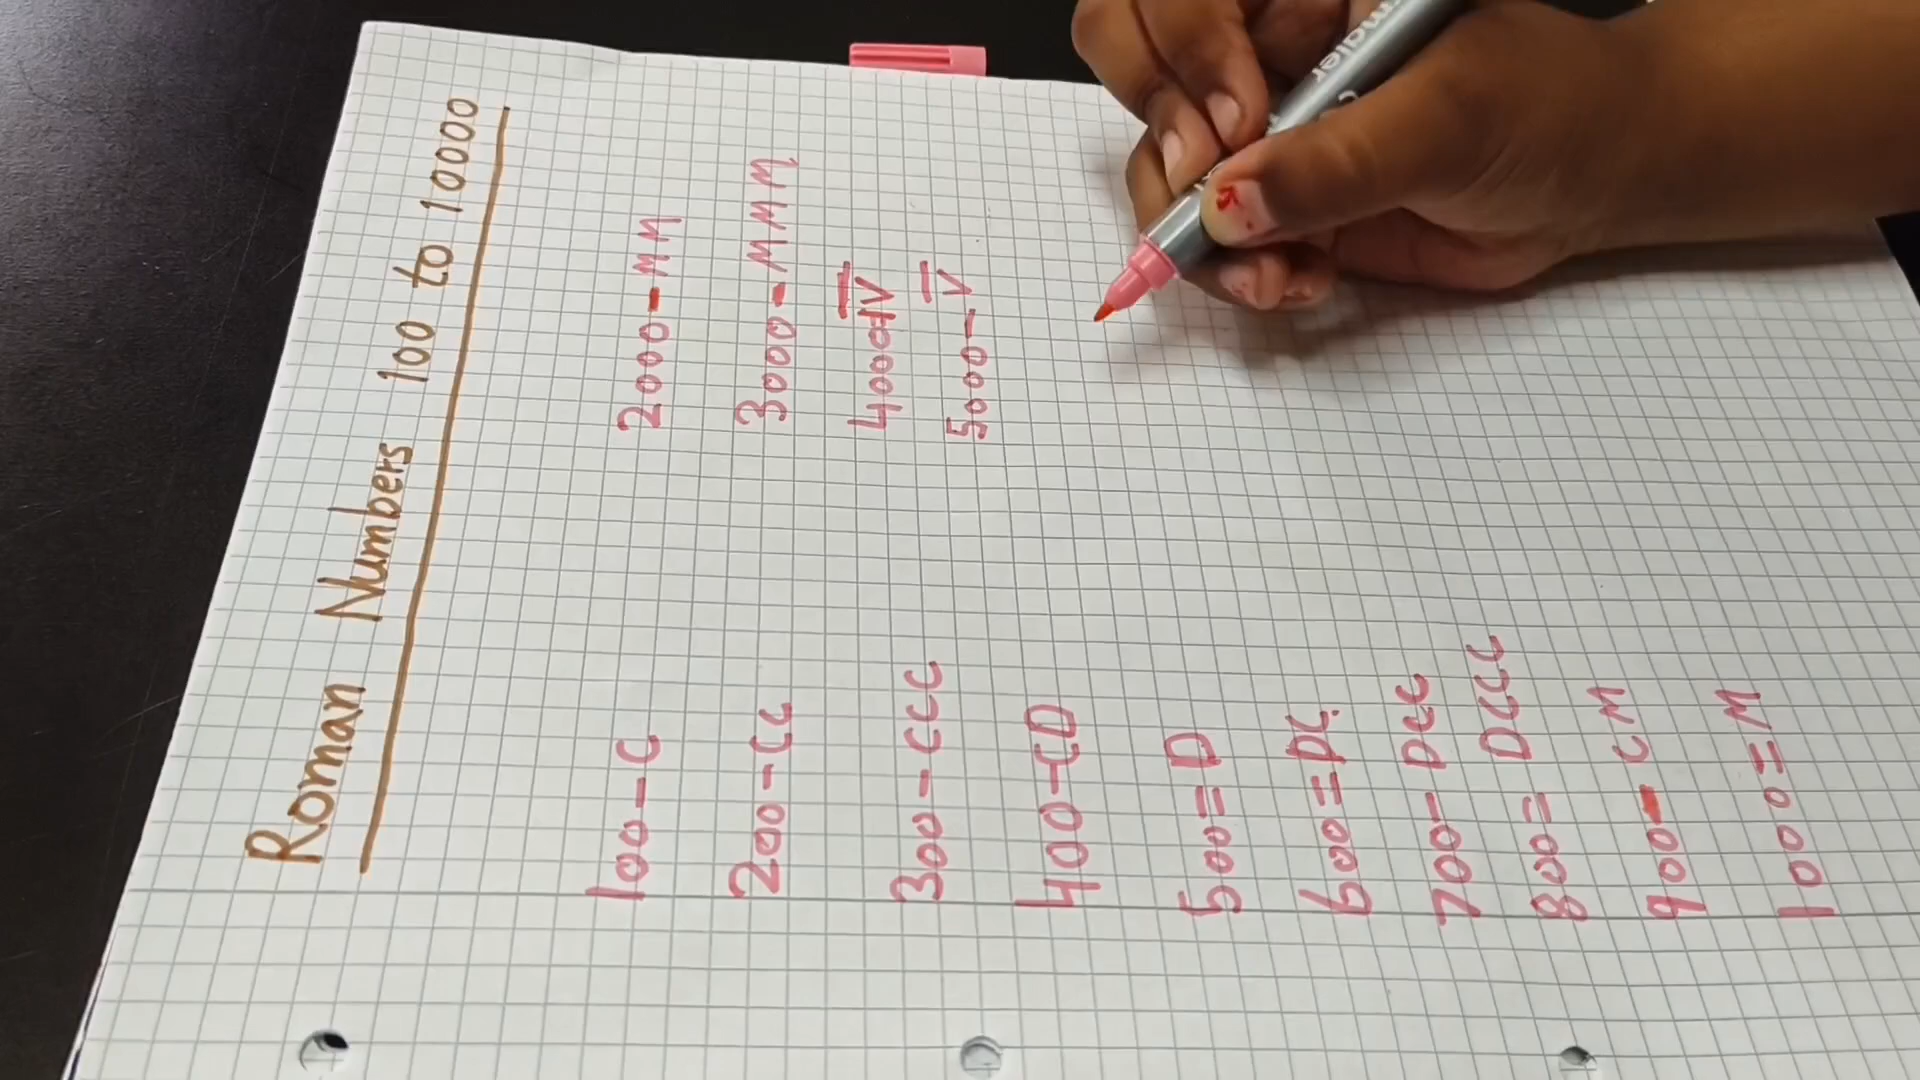 Roman Numbers 100 to 10000
100-C
200-CC
300-CCC
400-CD
500=D
600=DC.
700-DCC
800=DCCC
900-CM
1000=M
2000-MM
3000-MMM
4000-I̅V̅
5000-V̅